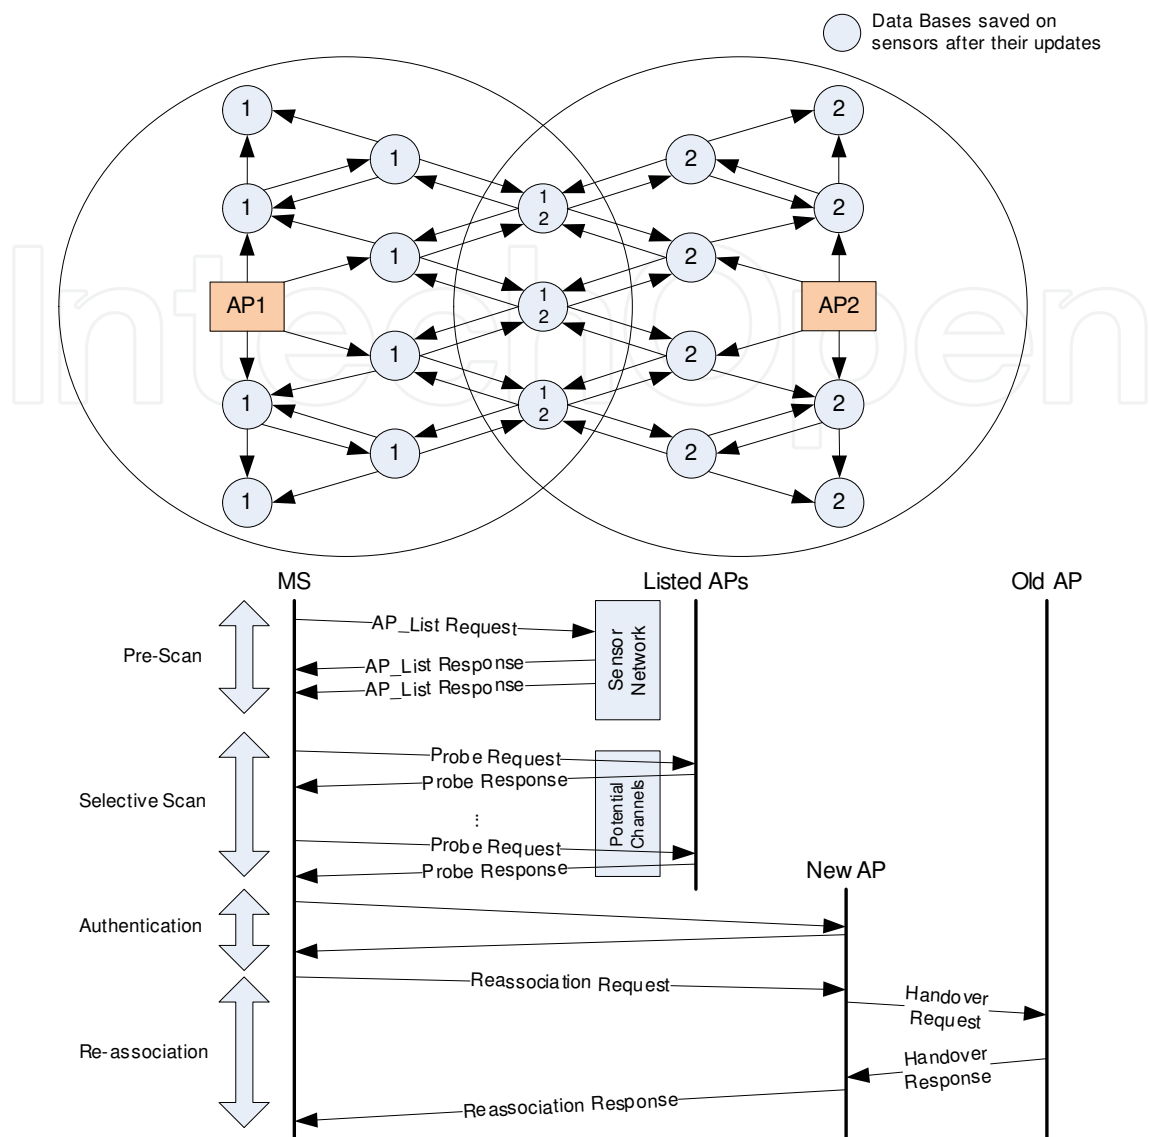 Data Bases saved on
sensors after their updates
1
2
1
2
1
2
1
2
1
2
1
2
AP1
1
2
AP2
1
2
1
2
1
2
1
2
1
2
1
2
IntechOpen
MS
Listed APs
Old AP
Pre-Scan
AP_List Request
AP_List Response
AP_List Response
Sensor
Network
Selective Scan
Probe Request
Probe Response
...
Probe Request
Probe Response
Potential
Channels
New AP
Authentication
Reassociation Request
Handover
Request
Re-association
Handover
Response
Reassociation Response